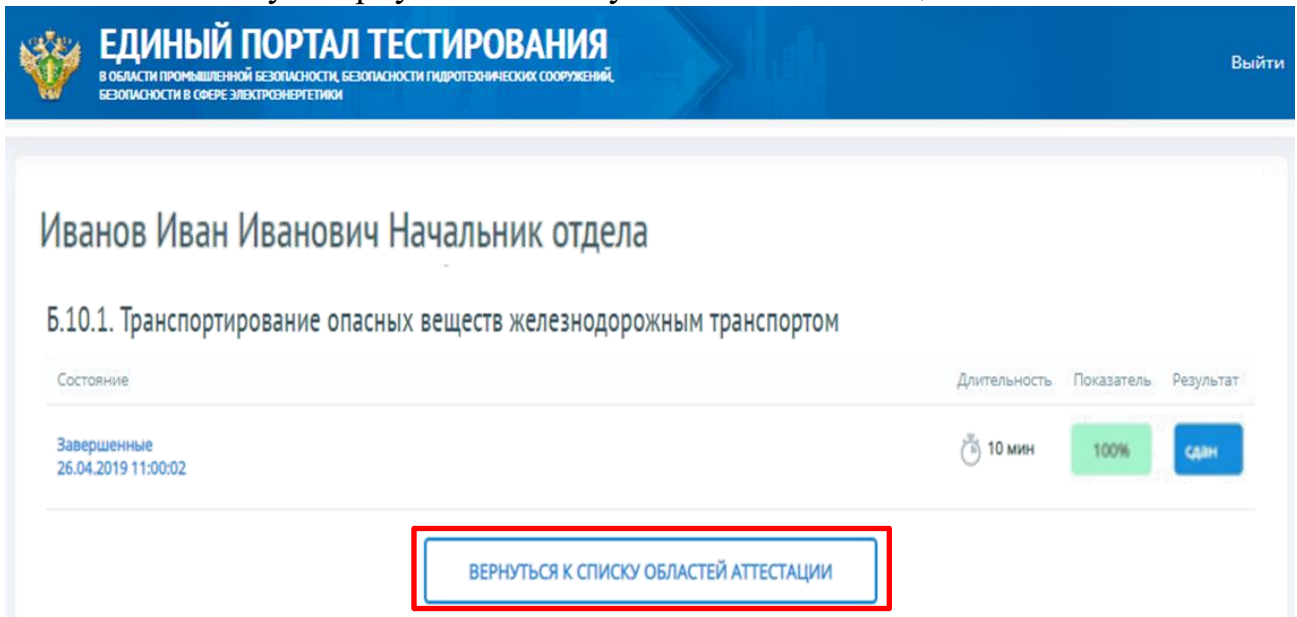 ЕДИНЫЙ ПОРТАЛ ТЕСТИРОВАНИЯ
В ОБЛАСТИ ПРОМЫШЛЕННОЙ БЕЗОПАСНОСТИ, БЕЗОПАСНОСТИ ГИДРОТЕХНИЧЕСКИХ СООРУЖЕНИЙ,
БЕЗОПАСНОСТИ В СФЕРЕ ЭЛЕКТРОЭНЕРГЕТИКИ
Выйти
Иванов Иван Иванович Начальник отдела
Б.10.1. Транспортирование опасных веществ железнодорожным транспортом
Состояние Длительность Показатель Результат
Завершенные
26.04.2019 11:00:02
10 мин 100% сдан
ВЕРНУТЬСЯ К СПИСКУ ОБЛАСТЕЙ АТТЕСТАЦИИ